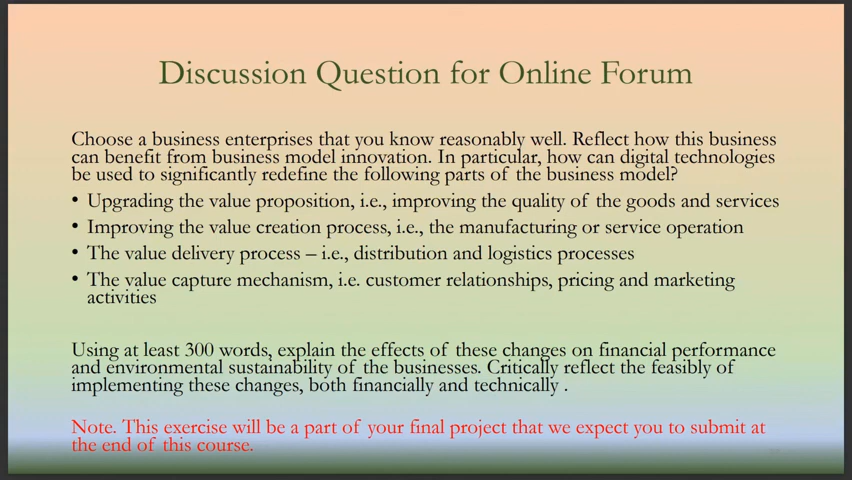 Discussion Question for Online Forum
Choose a business enterprises that you know reasonably well. Reflect how this business
can benefit from business model innovation. In particular, how can digital technologies
be used to significantly redefine the following parts of the business model?
• Upgrading the value proposition, i.e., improving the quality of the goods and services
• Improving the value creation process, i.e., the manufacturing or service operation
• The value delivery process – i.e., distribution and logistics processes
• The value capture mechanism, i.e. customer relationships, pricing and marketing
activities
Using at least 300 words, explain the effects of these changes on financial performance
and environmental sustainability of the businesses. Critically reflect the feasibly of
implementing these changes, both financially and technically .
Note. This exercise will be a part of your final project that we expect you to submit at
the end of this course.